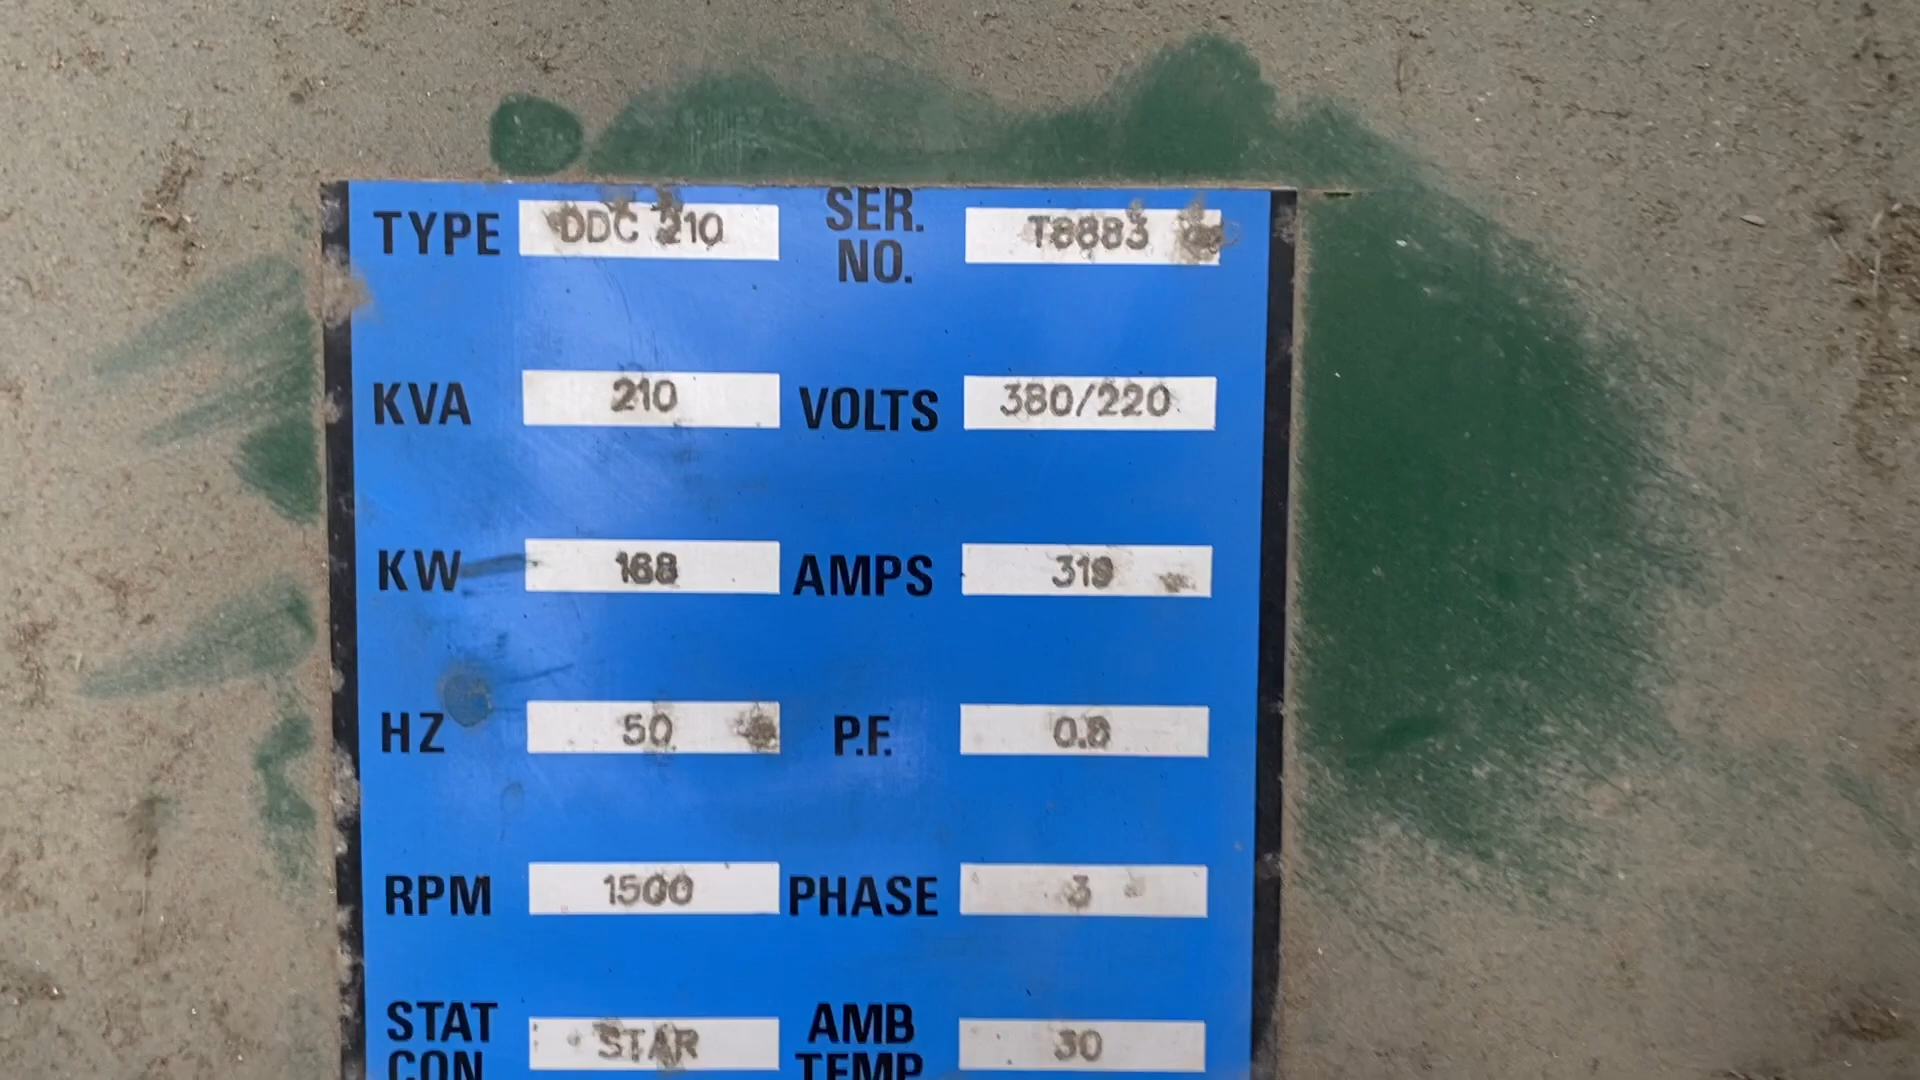 TYPE DDC 210 SER. NO. T8883
KVA 210 VOLTS 380/220
KW 168 AMPS 319
HZ 50 P.F. 0.8
RPM 1500 PHASE 3
STAT CON STAR AMB TEMP 30